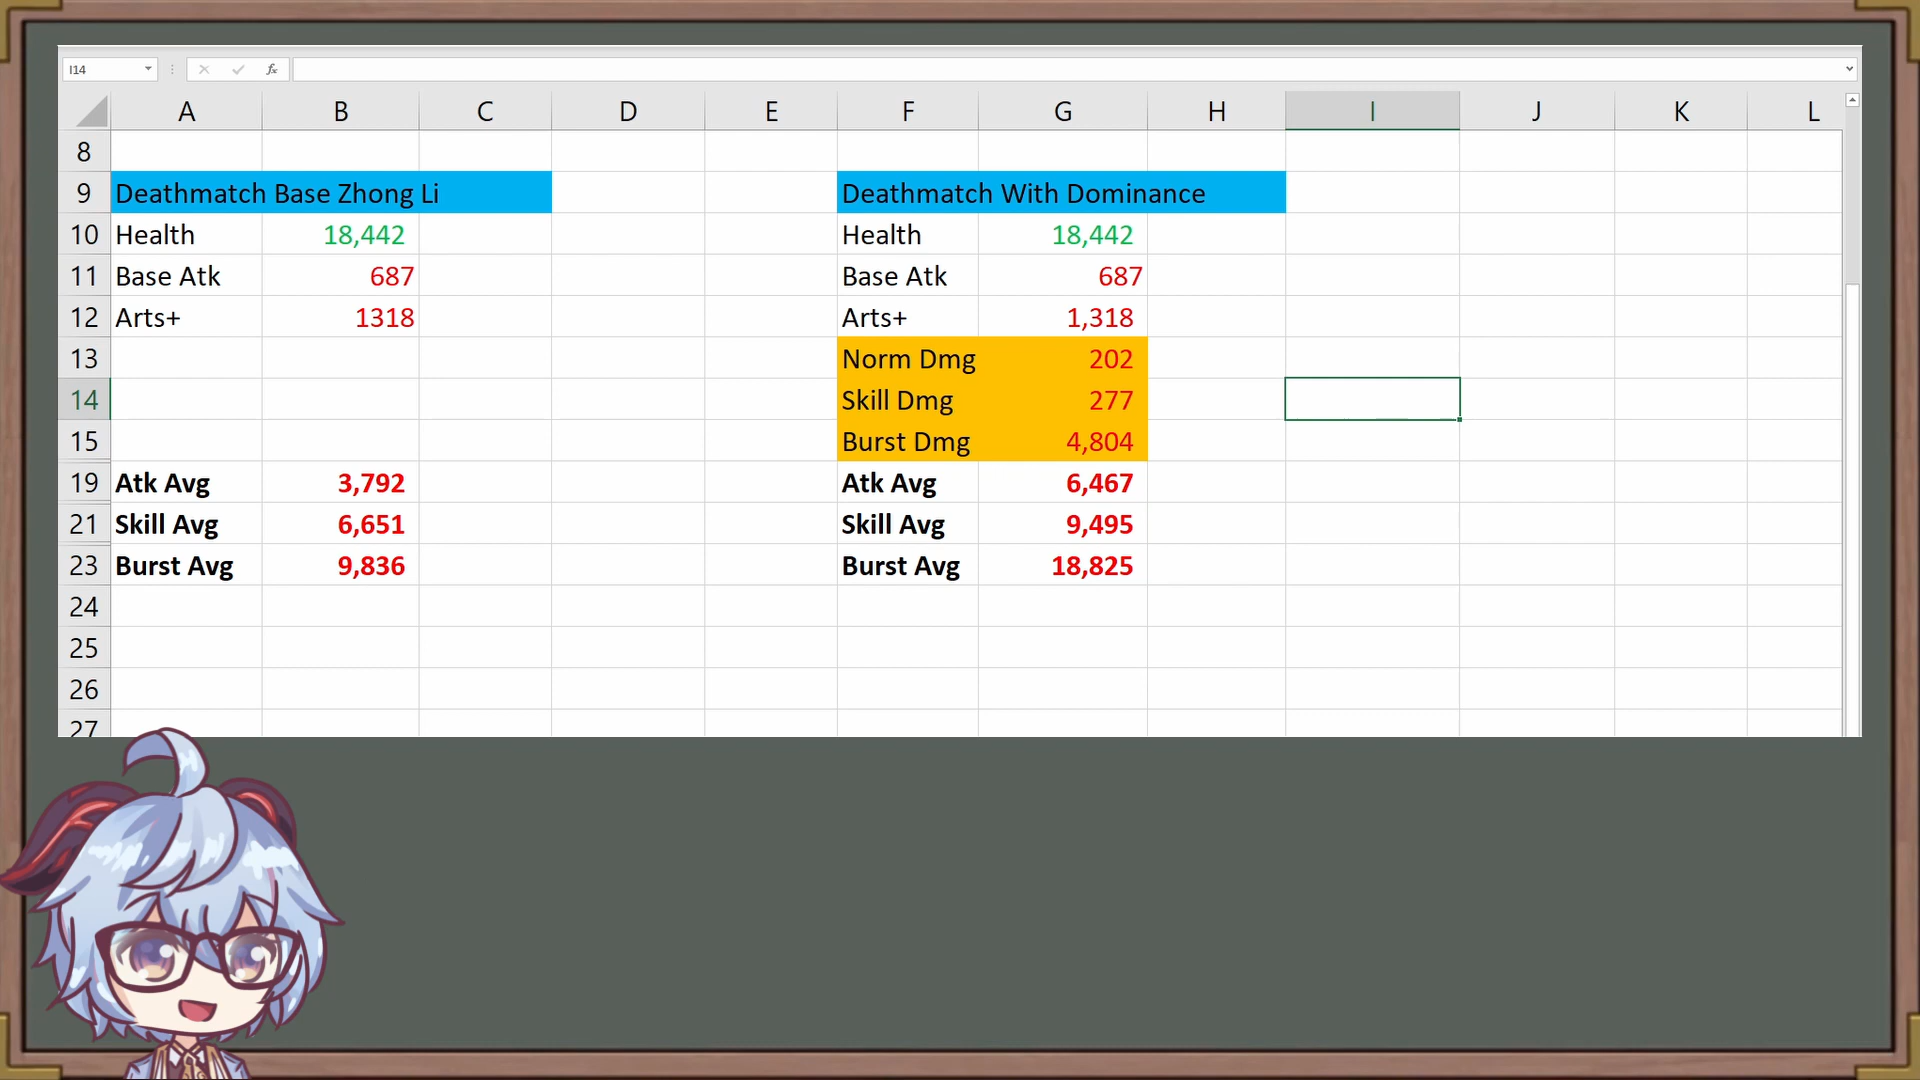 I14
fx
A B C D E F G H I J K L
8
9 Deathmatch Base Zhong Li Deathmatch With Dominance
10 Health 18,442 Health 18,442
11 Base Atk 687 Base Atk 687
12 Arts+ 1318 Arts+ 1,318
13 Norm Dmg 202
14 Skill Dmg 277
15 Burst Dmg 4,804
19 Atk Avg 3,792 Atk Avg 6,467
21 Skill Avg 6,651 Skill Avg 9,495
23 Burst Avg 9,836 Burst Avg 18,825
24
25
26
27